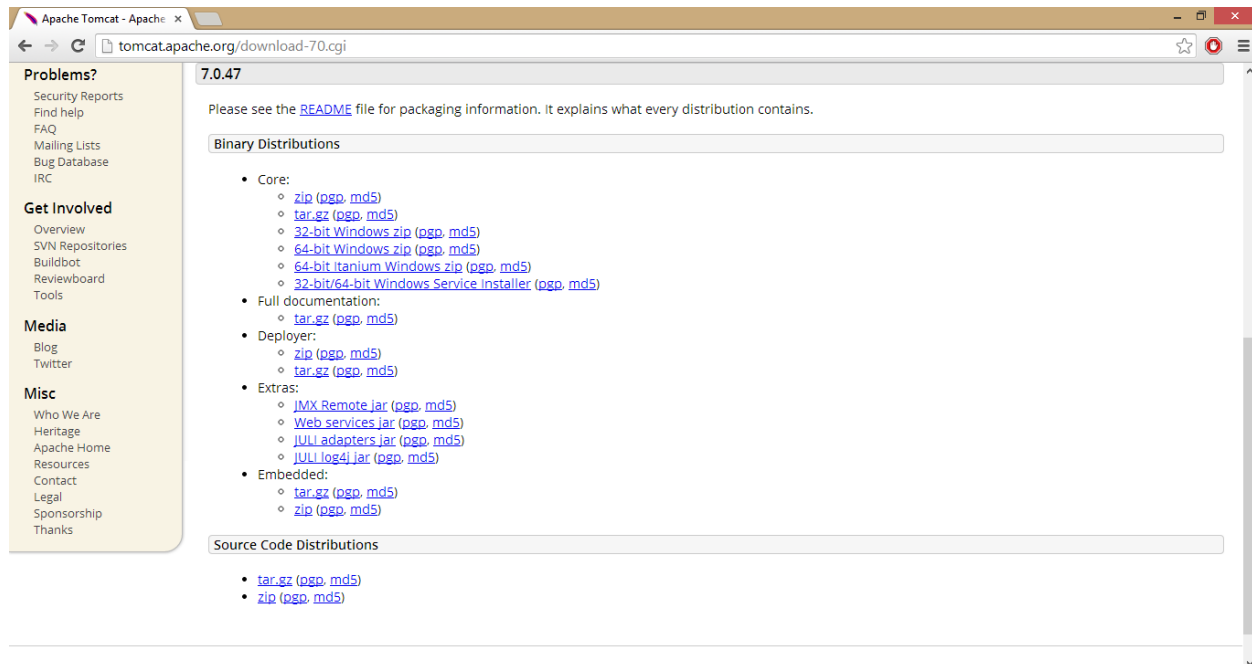 Apache Tomcat - Apache
tomcat.apache.org/download-70.cgi
Problems?
Security Reports
Find help
FAQ
Mailing Lists
Bug Database
IRC
Get Involved
Overview
SVN Repositories
Buildbot
Reviewboard
Tools
Media
Blog
Twitter
Misc
Who We Are
Heritage
Apache Home
Resources
Contact
Legal
Sponsorship
Thanks
7.0.47
Please see the README file for packaging information. It explains what every distribution contains.
Binary Distributions
Core:
zip (pgp, md5)
tar.gz (pgp, md5)
32-bit Windows zip (pgp, md5)
64-bit Windows zip (pgp, md5)
64-bit Itanium Windows zip (pgp, md5)
32-bit/64-bit Windows Service Installer (pgp, md5)
Full documentation:
tar.gz (pgp, md5)
Deployer:
zip (pgp, md5)
tar.gz (pgp, md5)
Extras:
JMX Remote jar (pgp, md5)
Web services jar (pgp, md5)
JULI adapters jar (pgp, md5)
JULI log4j jar (pgp, md5)
Embedded:
tar.gz (pgp, md5)
zip (pgp, md5)
Source Code Distributions
tar.gz (pgp, md5)
zip (pgp, md5)